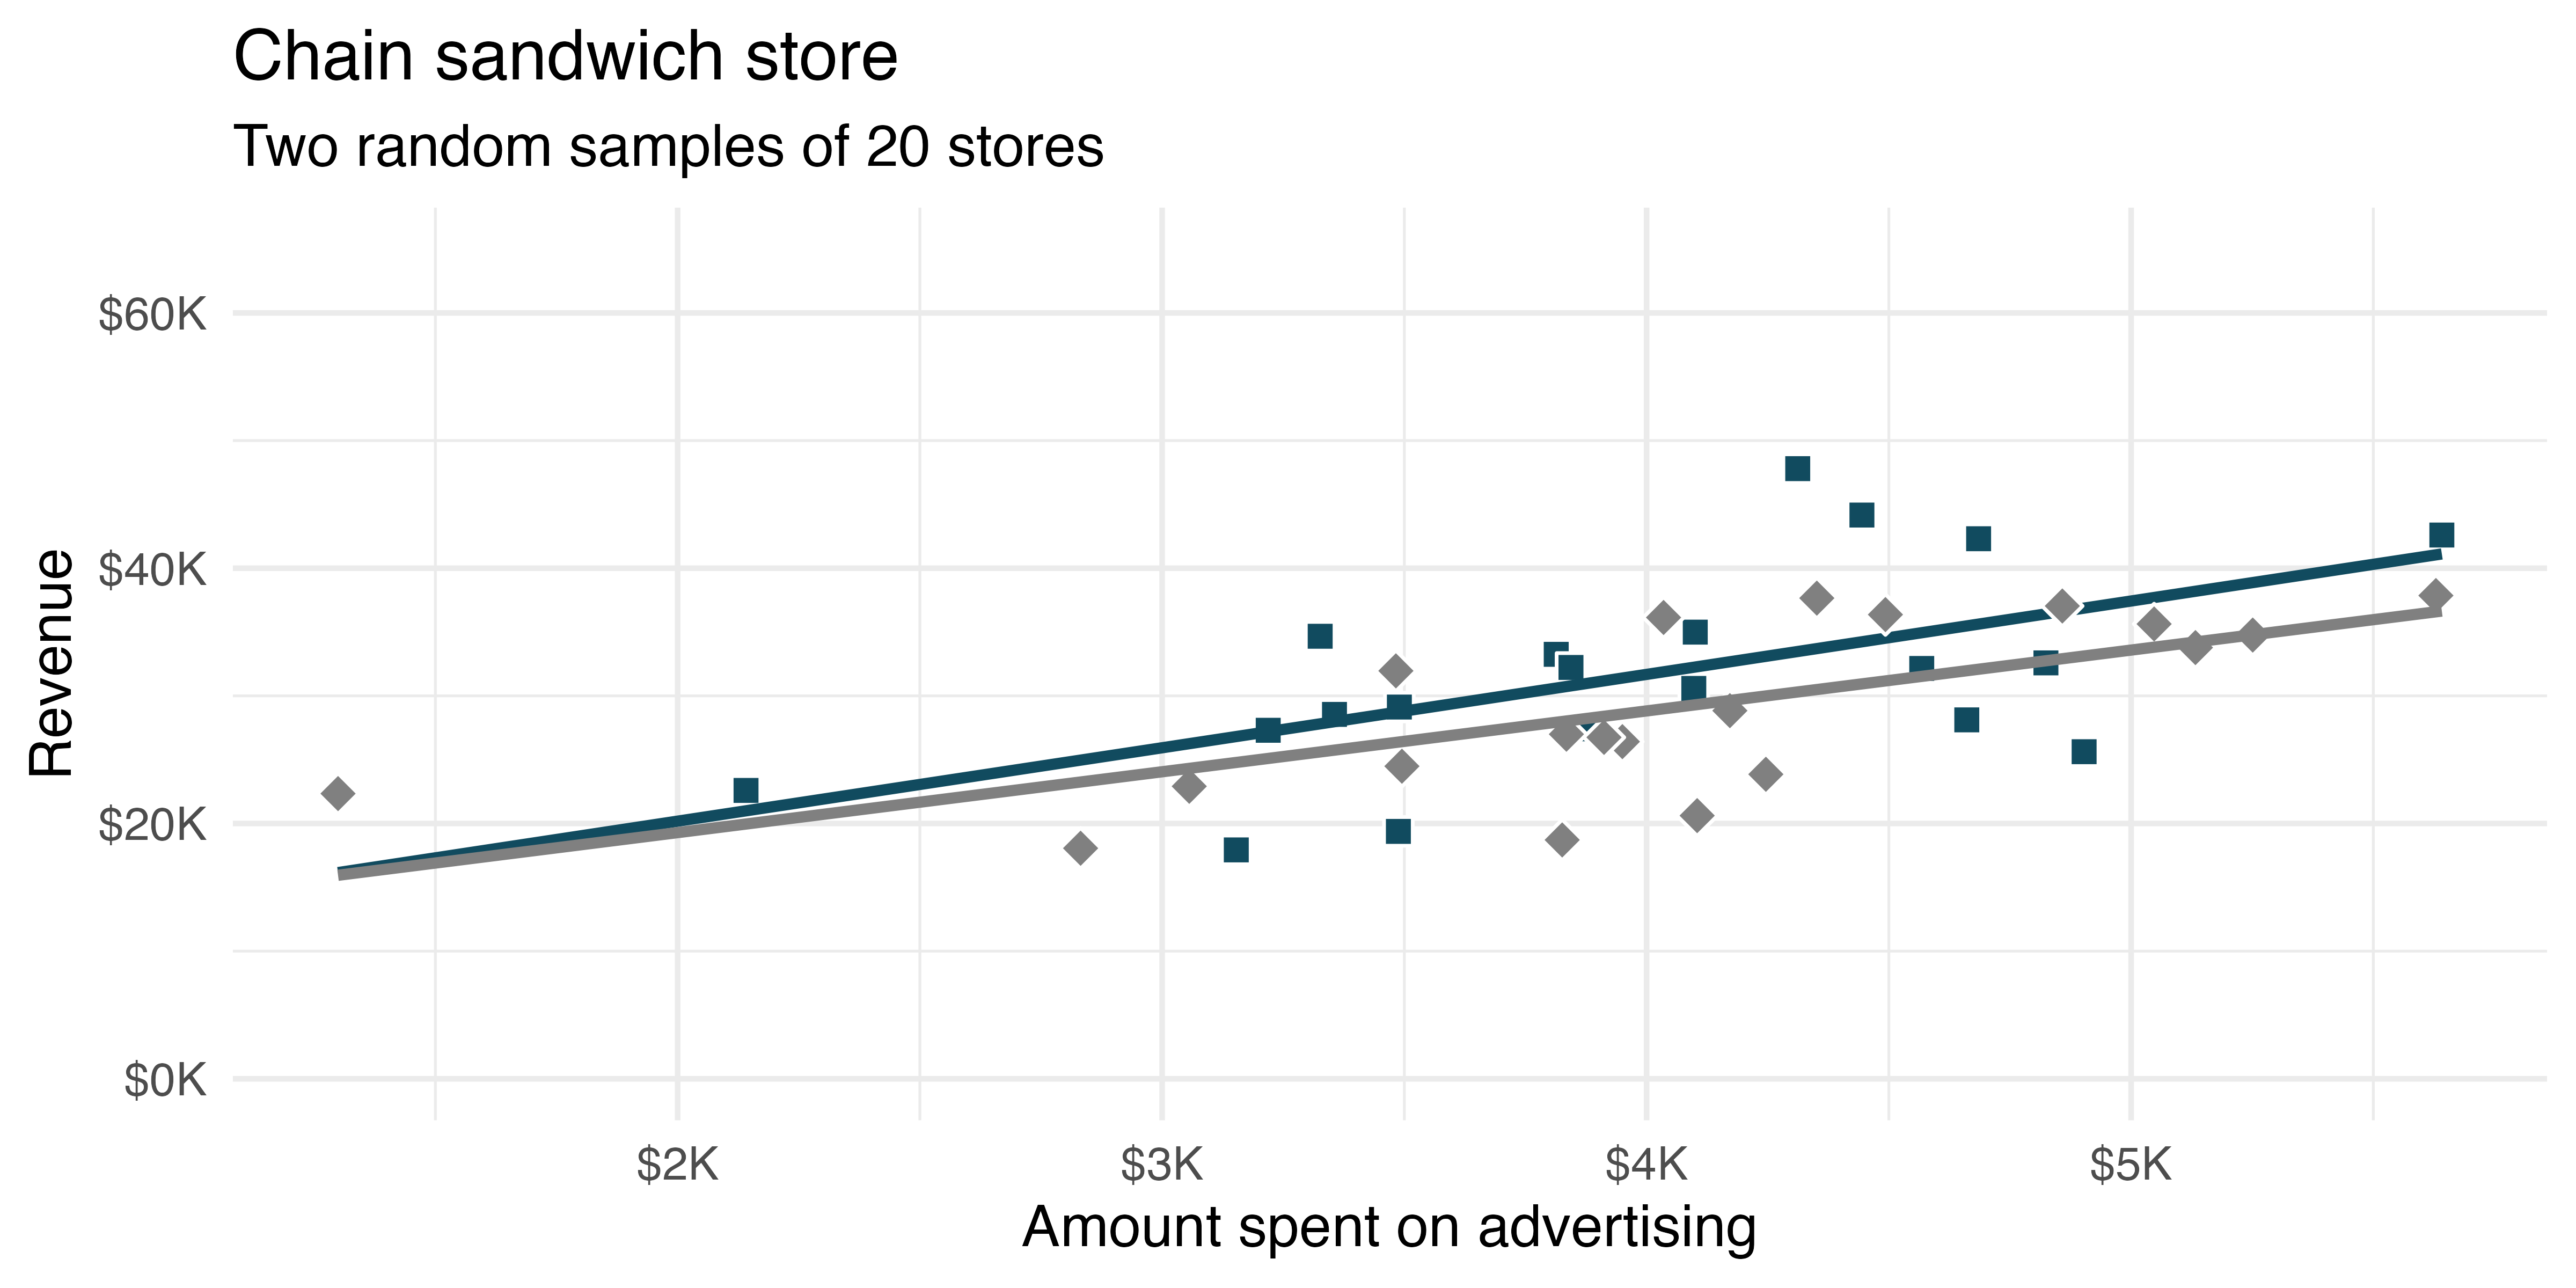 Chain sandwich store
Two random samples of 20 stores
Revenue
$60K
$40K
$20K
$0K
$2K $3K $4K $5K
Amount spent on advertising